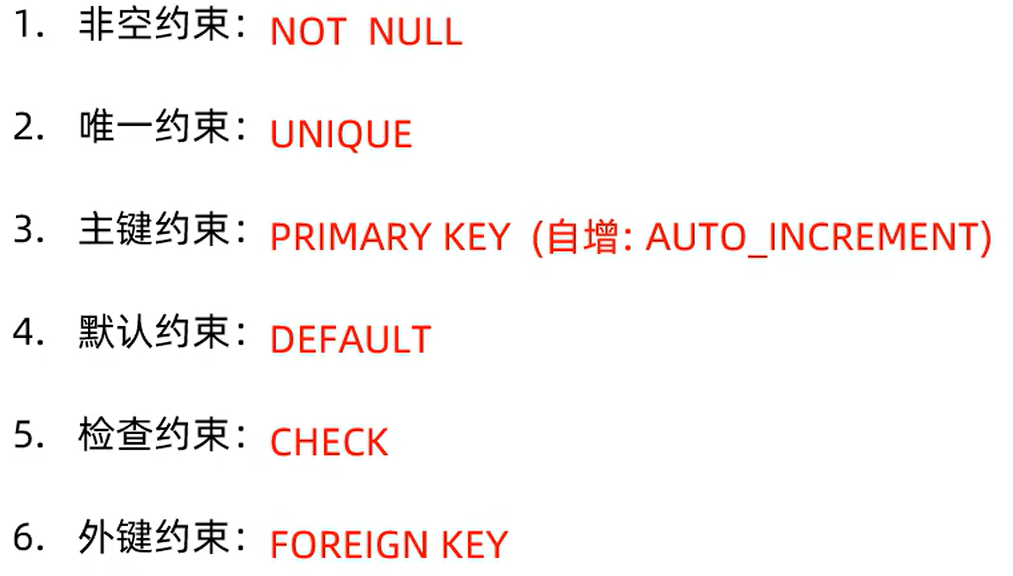 1. 非空约束：NOT NULL
2. 唯一约束：UNIQUE
3. 主键约束：PRIMARY KEY (自增: AUTO_INCREMENT)
4. 默认约束：DEFAULT
5. 检查约束：CHECK
6. 外键约束：FOREIGN KEY